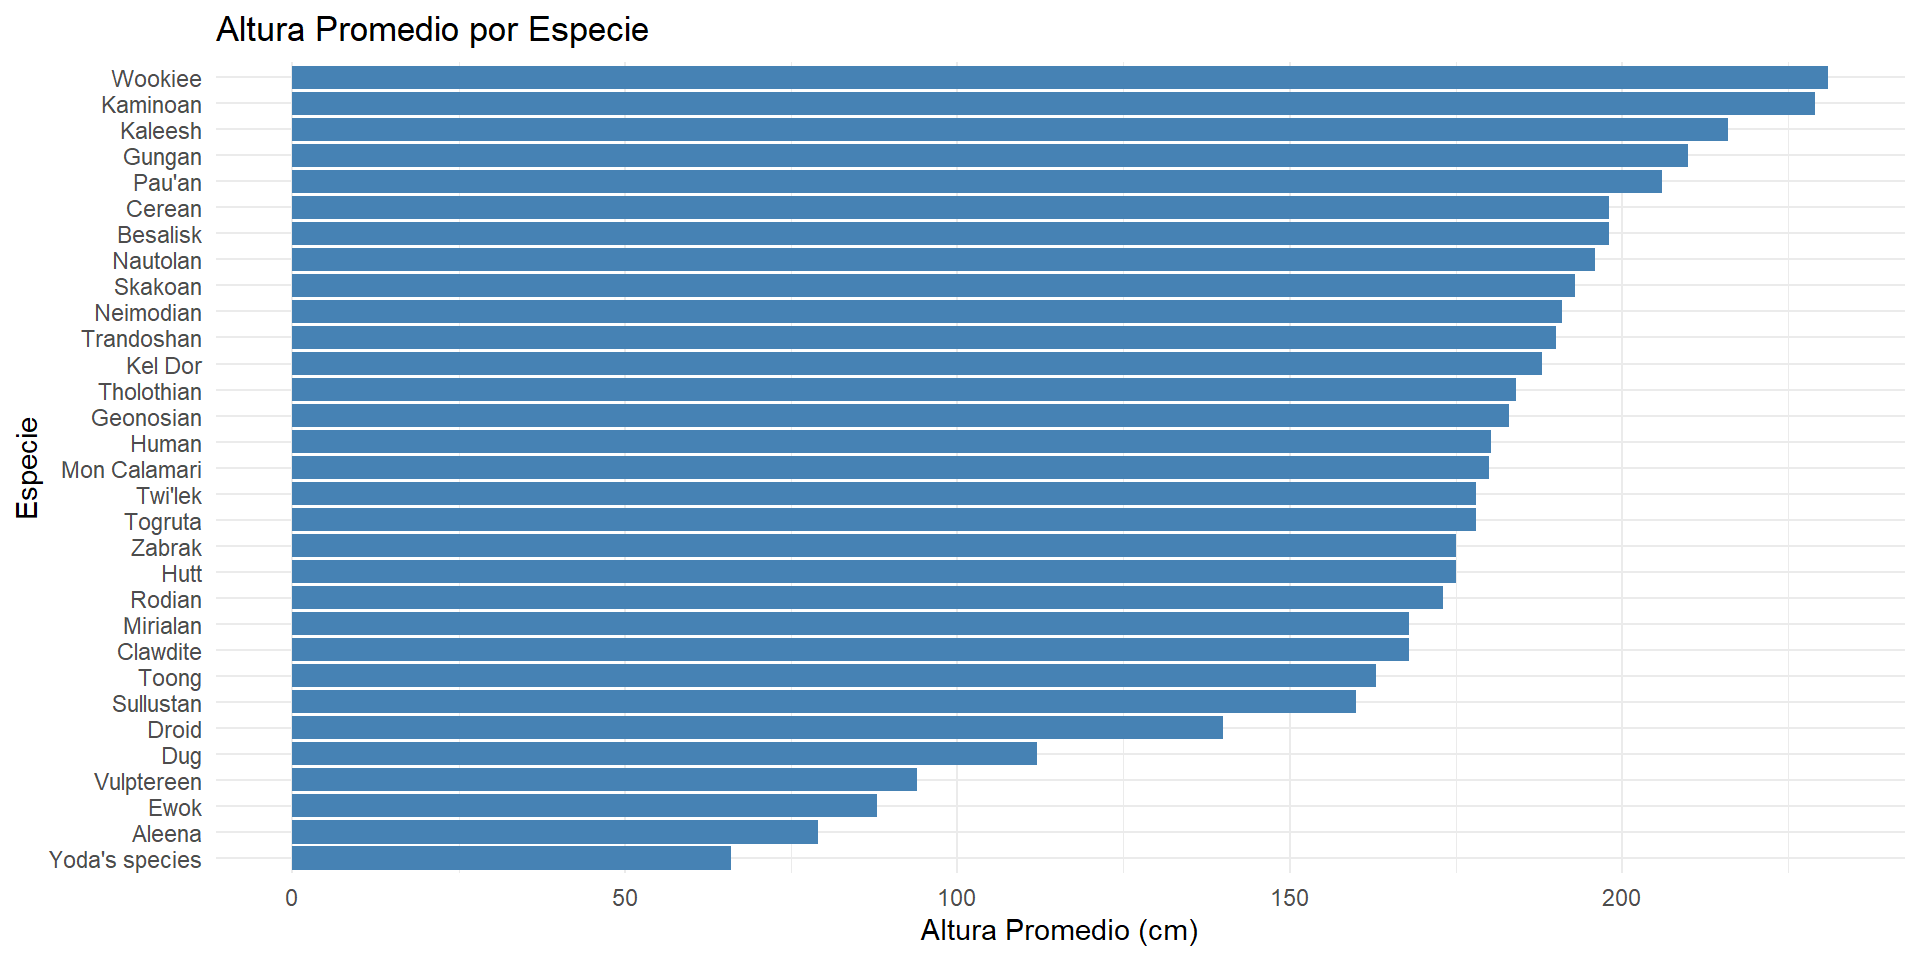 Altura Promedio por Especie
Wookiee
Kaminoan
Kaleesh
Gungan
Pau'an
Cerean
Besalisk
Nautolan
Skakoan
Neimodian
Trandoshan
Kel Dor
Tholothian
Geonosian
Human
Mon Calamari
Twi'lek
Togruta
Zabrak
Hutt
Rodian
Mirialan
Clawdite
Toong
Sullustan
Droid
Dug
Vulptereen
Ewok
Aleena
Yoda's species
Especie
0 50 100 150 200
Altura Promedio (cm)